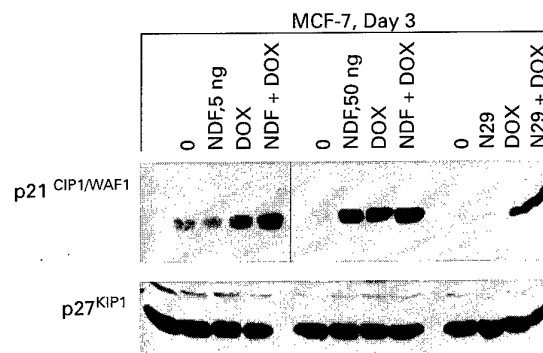 MCF-7, Day 3
0
NDF,5 ng
DOX
NDF + DOX
0
NDF,50 ng
DOX
NDF + DOX
0
N29
DOX
N29 + DOX
p21 CIP1/WAF1
p27KIP1